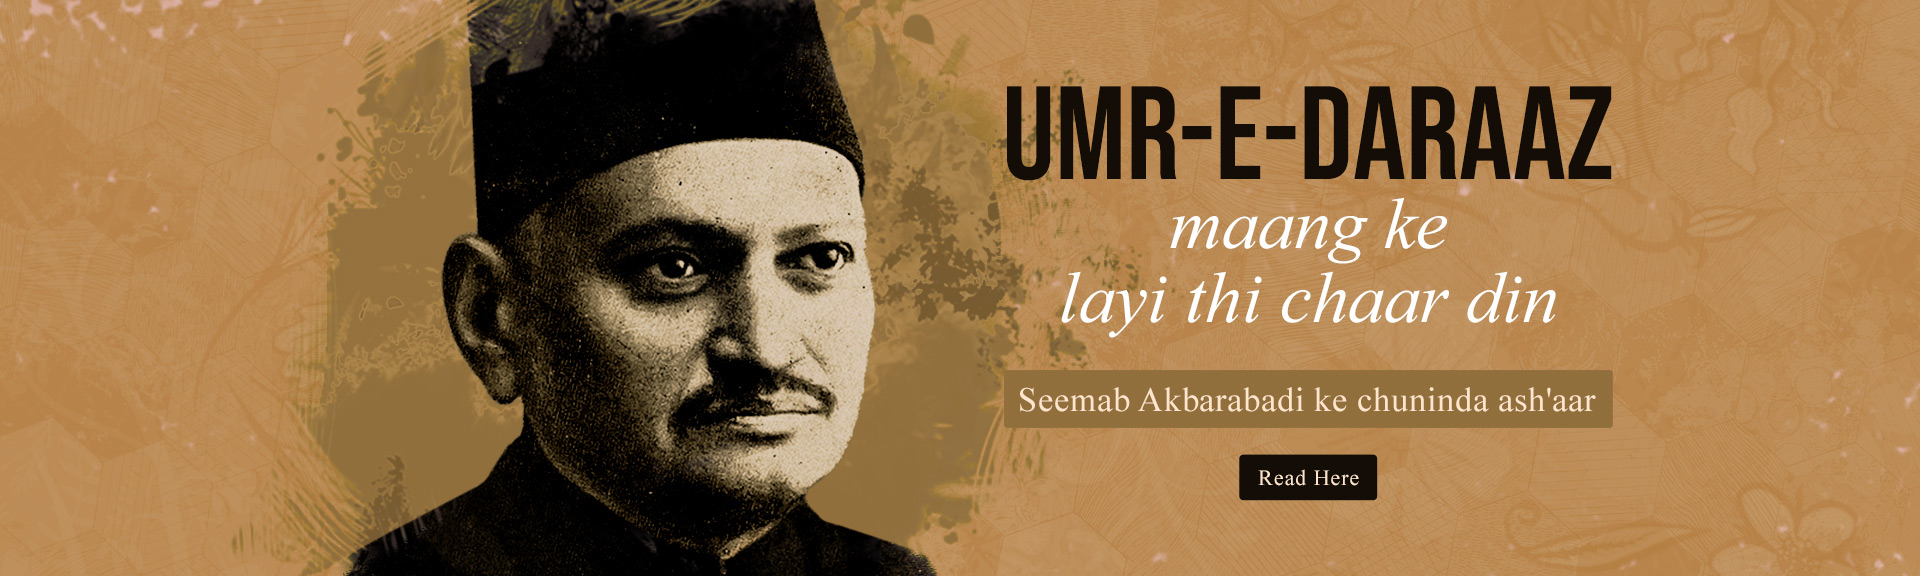 UMR-E-DARAAZ
maang ke
layi thi chaar din
Seemab Akbarabadi ke chuninda ash'aar
Read Here